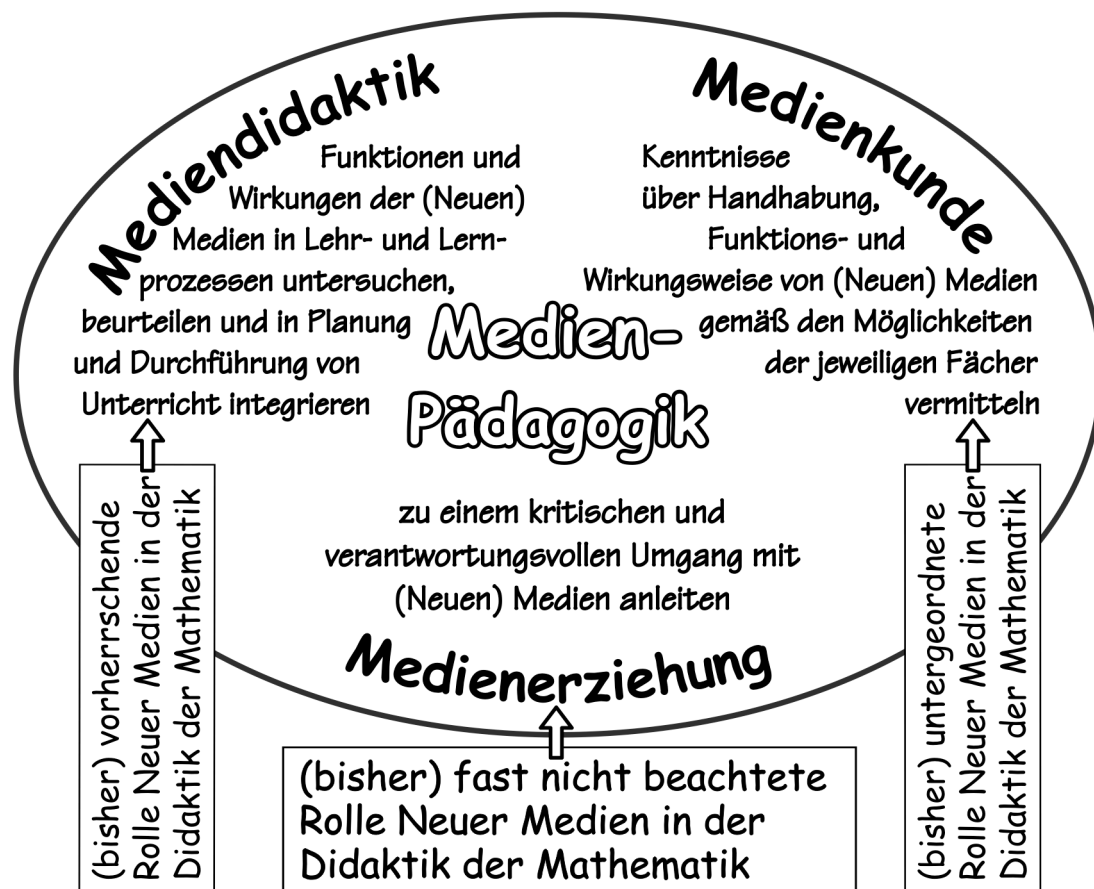 Mediendidaktik
Funktionen und
Wirkungen der (Neuen)
Medien in Lehr- und Lern-
prozessen untersuchen,
beurteilen und in Planung
und Durchführung von
Unterricht integrieren
Medienkunde
Kenntnisse
über Handhabung,
Funktions- und
Wirkungsweise von (Neuen) Medien
gemäß den Möglichkeiten
der jeweiligen Fächer
vermitteln
Medien-
Pädagogik
zu einem kritischen und
verantwortungsvollen Umgang mit
(Neuen) Medien anleiten
Medienerziehung
(bisher) vorherrschende
Rolle Neuer Medien in der
Didaktik der Mathematik
(bisher) fast nicht beachtete
Rolle Neuer Medien in der
Didaktik der Mathematik
(bisher) untergeordnete
Rolle Neuer Medien in der
Didaktik der Mathematik